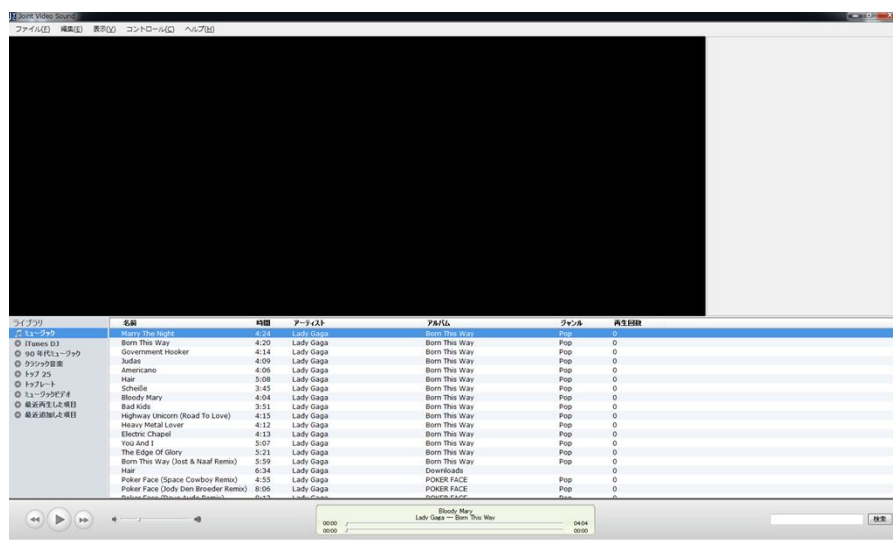 Joint Video Sound
ファイル(F) 編集(E) 表示(V) コントロール(C) ヘルプ(H)
ライブラリ
ミュージック
iTunes DJ
90 年代ミュージック
クラシック音楽
トップ 25
トップレート
ミュージックビデオ
最近再生した項目
最近追加した項目
名前 時間 アーティスト アルバム ジャンル 再生回数
Marry The Night 4:24 Lady Gaga Born This Way Pop 0
Born This Way 4:20 Lady Gaga Born This Way Pop 0
Government Hooker 4:14 Lady Gaga Born This Way Pop 0
Judas 4:09 Lady Gaga Born This Way Pop 0
Americano 4:06 Lady Gaga Born This Way Pop 0
Hair 5:08 Lady Gaga Born This Way Pop 0
Scheiße 3:45 Lady Gaga Born This Way Pop 0
Bloody Mary 4:04 Lady Gaga Born This Way Pop 0
Bad Kids 3:51 Lady Gaga Born This Way Pop 0
Highway Unicorn (Road To Love) 4:15 Lady Gaga Born This Way Pop 0
Heavy Metal Lover 4:12 Lady Gaga Born This Way Pop 0
Electric Chapel 4:13 Lady Gaga Born This Way Pop 0
Yoü And I 5:07 Lady Gaga Born This Way Pop 0
The Edge Of Glory 5:21 Lady Gaga Born This Way Pop 0
Born This Way (Jost & Naaf Remix) 5:59 Lady Gaga Born This Way Pop 0
Hair 6:34 Lady Gaga Downloads 0
Poker Face (Space Cowboy Remix) 4:55 Lady Gaga POKER FACE Pop 0
Poker Face (Jody Den Broeder Remix) 8:06 Lady Gaga POKER FACE Pop 0
Poker Face (Dave Audé Remix) Lady Gaga POKER FACE Pop 0
Bloody Mary
Lady Gaga — Born This Way
00:00 04:04
00:00 00:00
検索